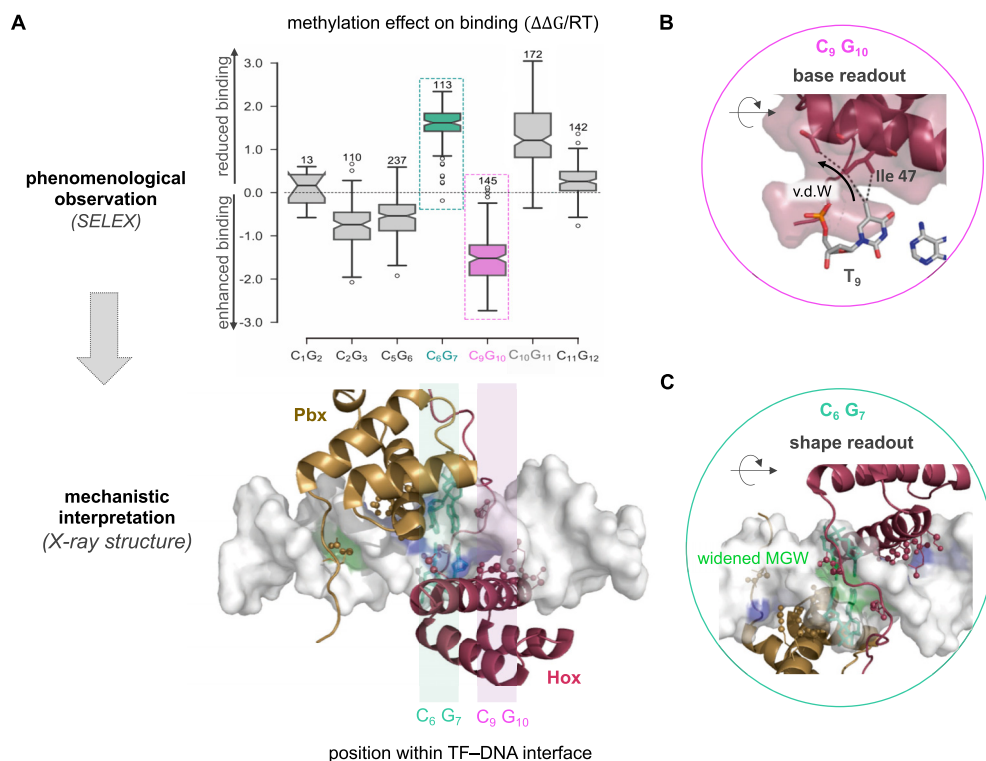 A
methylation effect on binding (ΔΔG/RT)
reduced binding
enhanced binding
3.0
2.0
1.0
0.0
-1.0
-2.0
-3.0
13
110
237
113
145
172
142
C₁G₂
C₂G₃
C₅G₆
C₆G₇
C₉G₁₀
C₁₀G₁₁
C₁₁G₁₂
phenomenological
observation
(SELEX)
mechanistic
interpretation
(X-ray structure)
Pbx
Hox
C₆ G₇
C₉ G₁₀
position within TF–DNA interface
B
C₉ G₁₀
base readout
Ile 47
v.d.W
T₉
C
C₆ G₇
shape readout
widened MGW